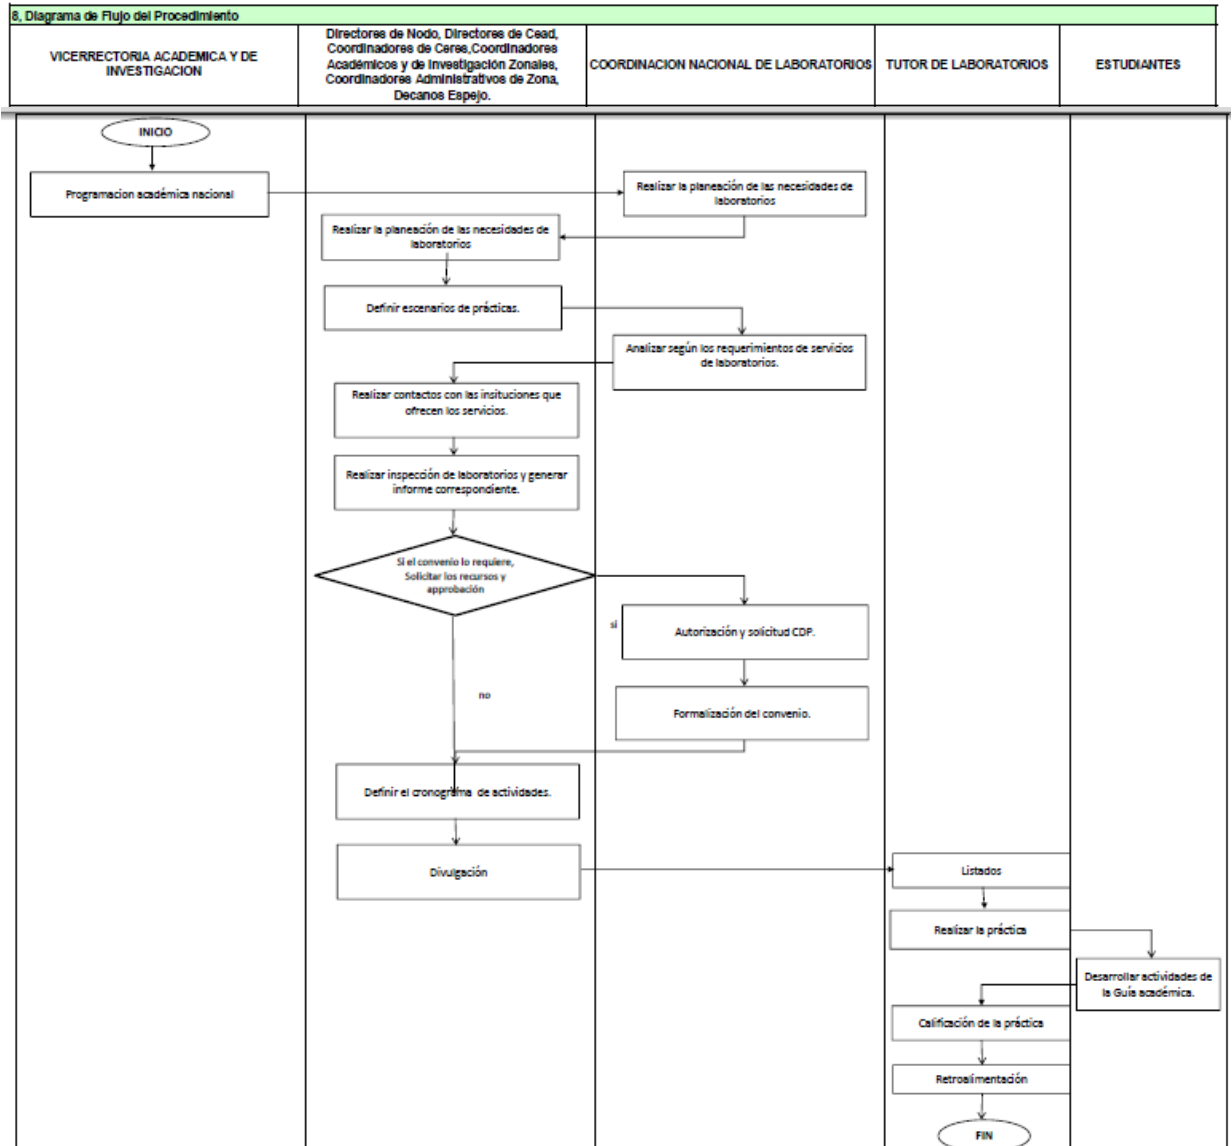 8, Diagrama de Flujo del Procedimiento
VICERRECTORIA ACADEMICA Y DE
INVESTIGACION
Directores de Nodo, Directores de Cead,
Coordinadores de Ceres,Coordinadores
Académicos y de Investigación Zonales,
Coordinadores Administrativos de Zona,
Decanos Espejo.
COORDINACION NACIONAL DE LABORATORIOS
TUTOR DE LABORATORIOS
ESTUDIANTES
INICIO
Programacion académica nacional
Realizar la planeación de las necesidades de
laboratorios
Realizar la planeación de las necesidades de
laboratorios
Definir escenarios de prácticas.
Analizar según los requerimientos de servicios
de laboratorios.
Realizar contactos con las insituciones que
ofrecen los servicios.
Realizar inspección de laboratorios y generar
informe correspondiente.
Si el convenio lo requiere,
Solicitar los recursos y
aprobación
si
Autorización y solicitud CDP.
no
Formalización del convenio.
Definir el cronograma de actividades.
Divulgación
Listados
Realizar la práctica
Desarrollar actividades de
la Guía académica.
Calificación de la práctica
Retroalimentación
FIN